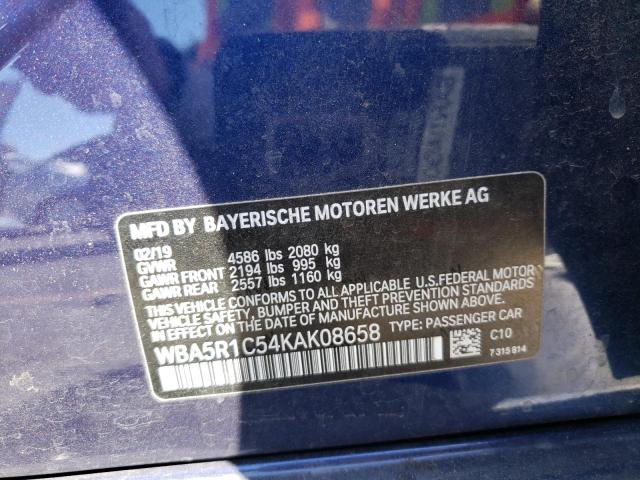 MFD BY BAYERISCHE MOTOREN WERKE AG
02/19
GVWR 4586 lbs 2080 kg
GAWR FRONT 2194 lbs 995 kg
GAWR REAR 2557 lbs 1160 kg
THIS VEHICLE CONFORMS TO ALL APPLICABLE U.S.FEDERAL MOTOR
VEHICLE SAFETY, BUMPER AND THEFT PREVENTION STANDARDS
IN EFFECT ON THE DATE OF MANUFACTURE SHOWN ABOVE.
WBA5R1C54KAK08658 TYPE: PASSENGER CAR
C10
7315814